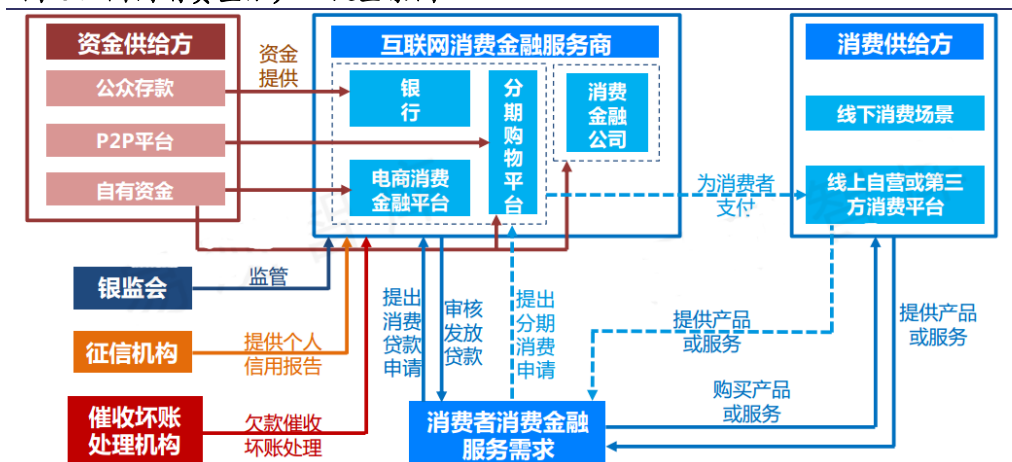 资金供给方
公众存款
P2P平台
自有资金
资金
提供
互联网消费金融服务商
银
行
电商消费
金融平台
分
期
购
物
平
台
消费
金融
公司
为消费者
支付
消费供给方
线下消费场景
线上自营或第三
方消费平台
银监会
监管
征信机构
提供个人
信用报告
催收坏账
处理机构
欠款催收
坏账处理
提出
消费
贷款
申请
审核
发放
贷款
提出
分期
消费
申请
提供产品
或服务
提供产品
或服务
购买产品
或服务
消费者消费金融
服务需求